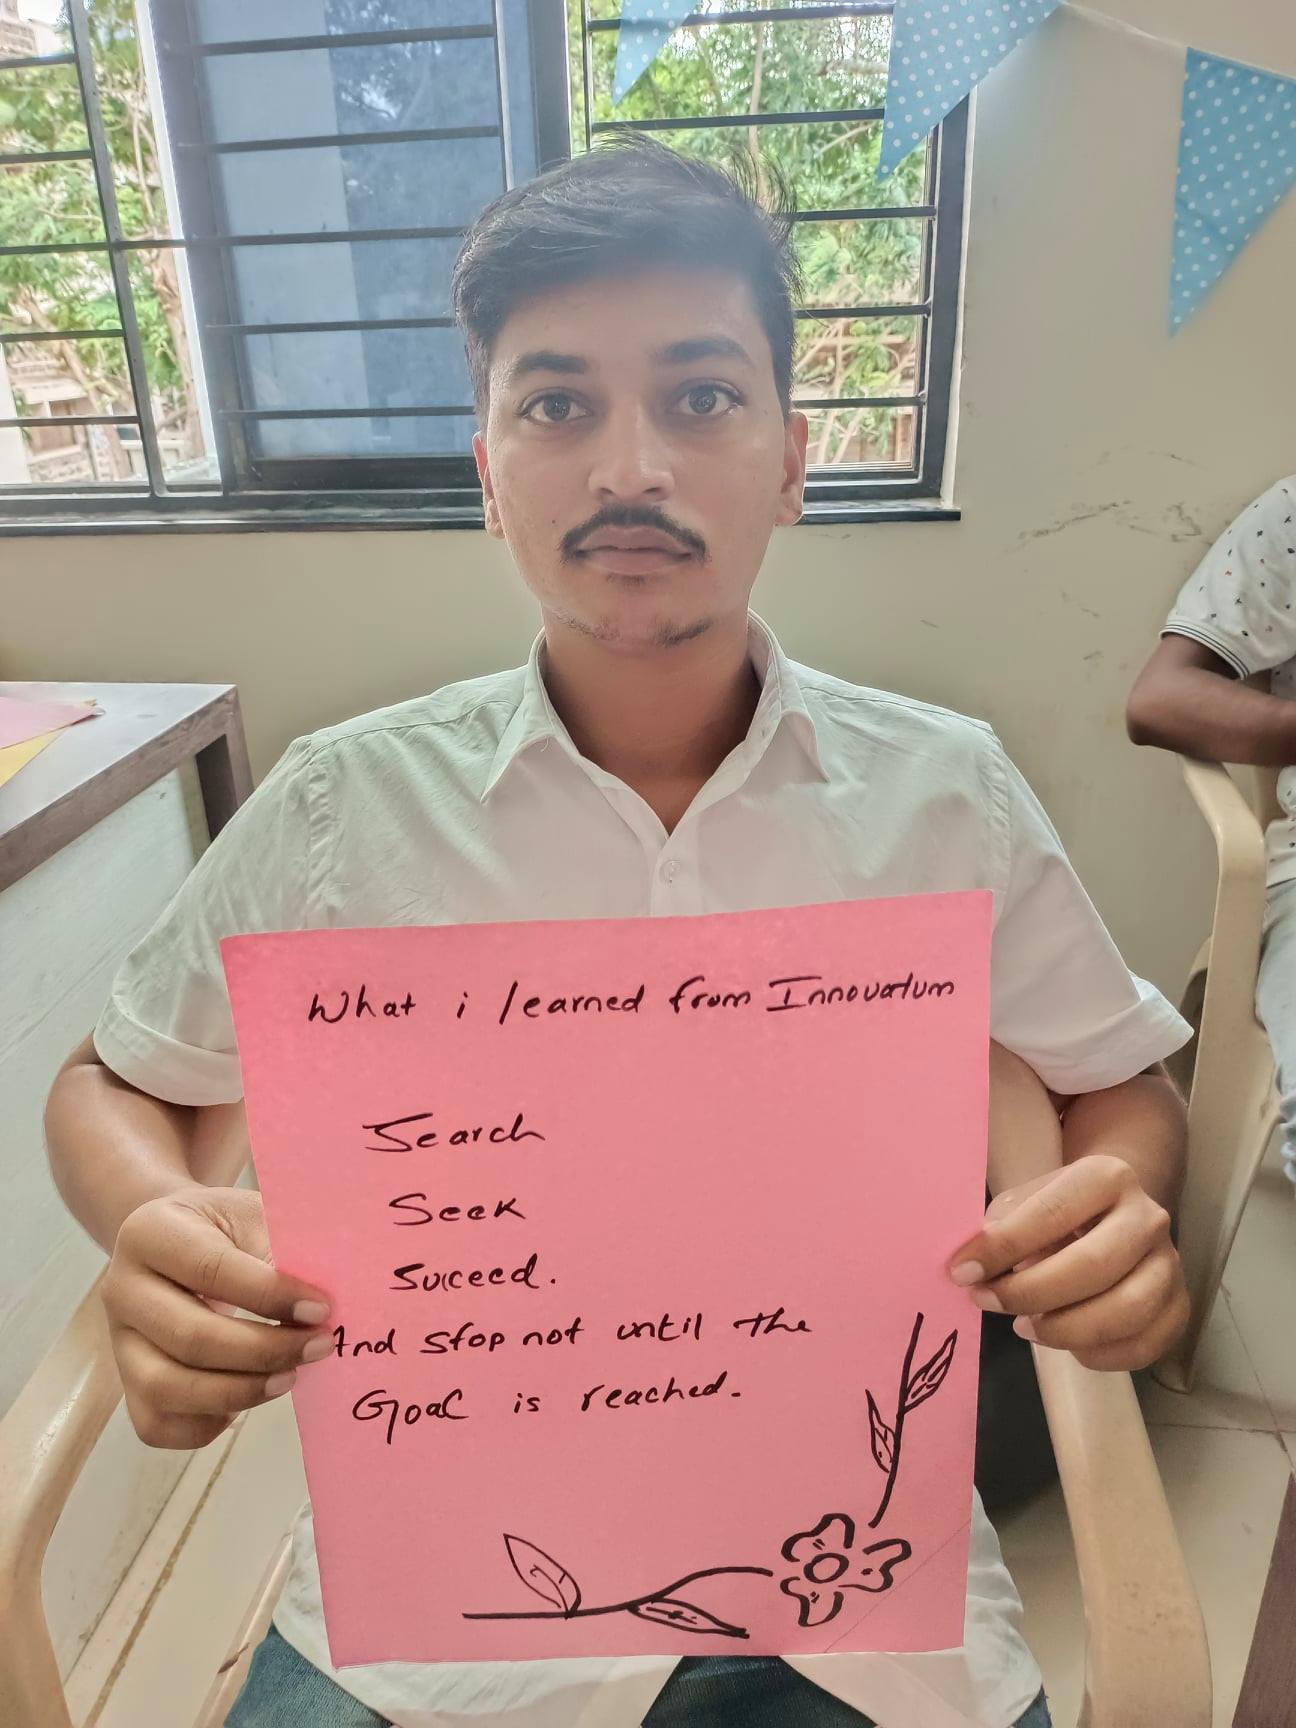 What i learned from Innovatum
Search
Seek
Succeed.
And stop not until the
Goal is reached.